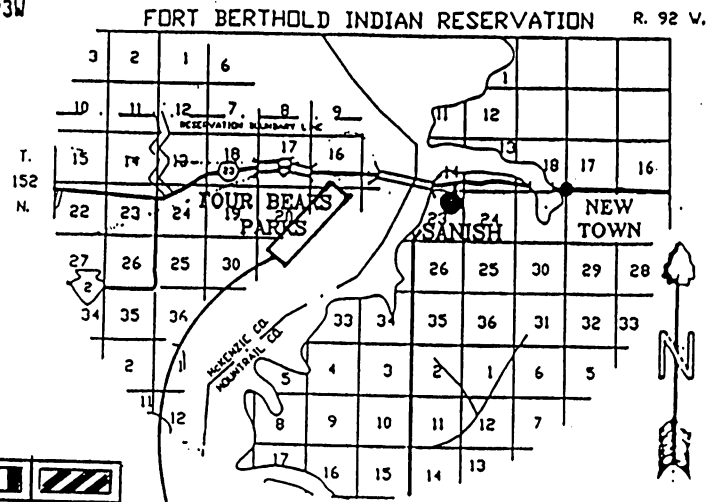 93W
FORT BERTHOLD INDIAN RESERVATION R. 92 W.
3 2 1 6 1
10 11 12 7 8 9 11 12
RESERVATION BOUNDARY LINE
13
T. 15 14 13 18 17 16 14 18 17 16
152 23
N. 22 23 24 19 20 23 24
FOUR BEARS
PARKS
SANISH
NEW
TOWN
27 26 25 30 26 25 30 29 28
2
34 35 36 33 34 35 36 31 32 33
McKENZIE CO.
MOUNTRAIL CO.
2 1 5 4 3 2 1 6 5
11 12 8 9 10 11 12 7
17 16 15 14 13
N